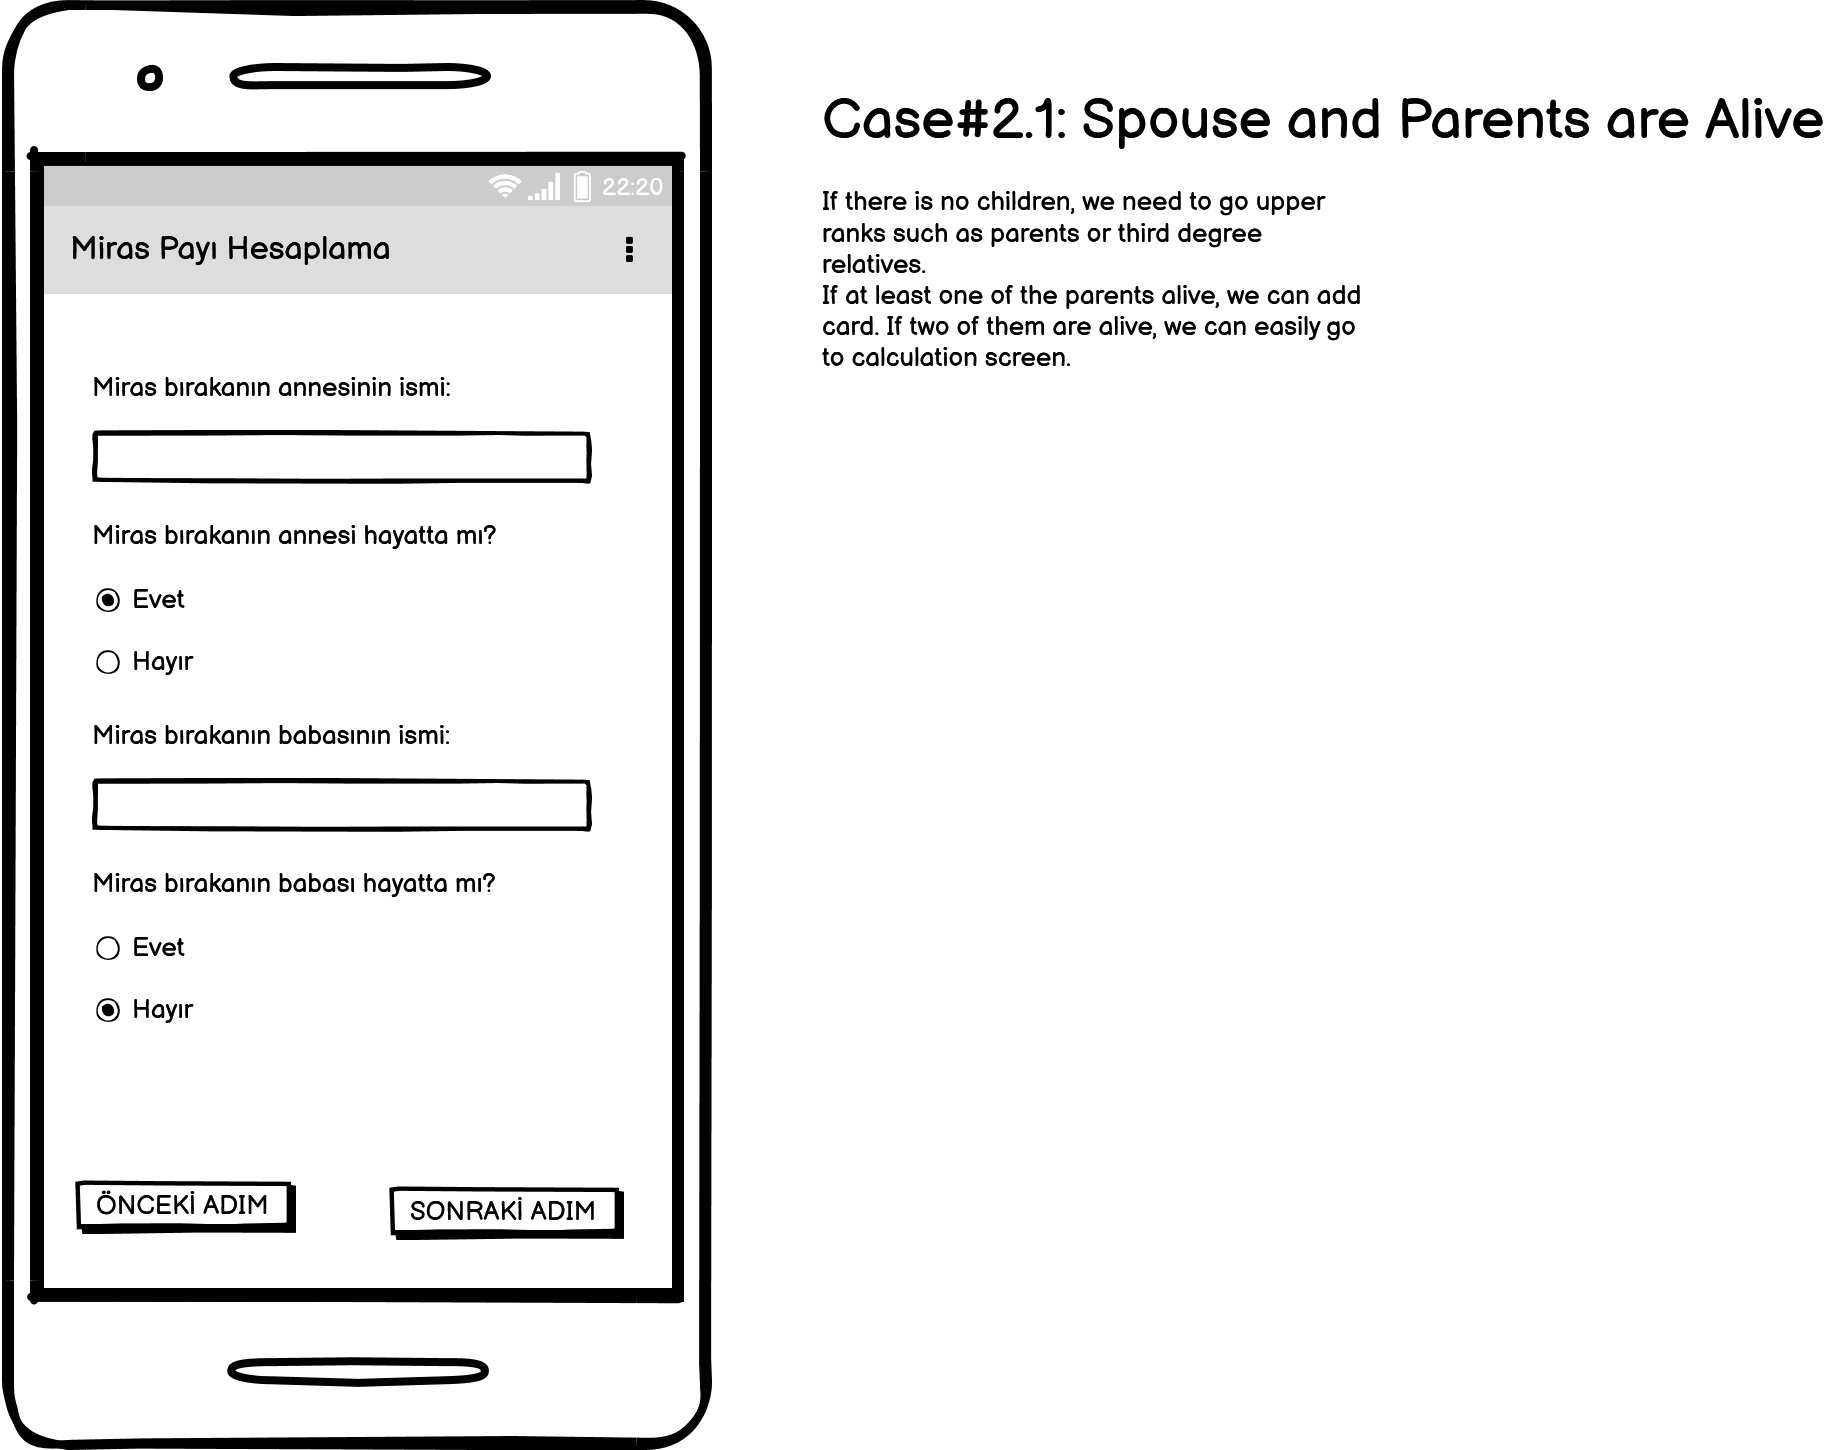 22:20
Miras Payı Hesaplama
Miras bırakanın annesinin ismi:
Miras bırakanın annesi hayatta mı?
Evet
Hayır
Miras bırakanın babasının ismi:
Miras bırakanın babası hayatta mı?
Evet
Hayır
ÖNCEKİ ADIM
SONRAKİ ADIM
Case#2.1: Spouse and Parents are Alive
If there is no children, we need to go upper
ranks such as parents or third degree
relatives.
If at least one of the parents alive, we can add
card. If two of them are alive, we can easily go
to calculation screen.